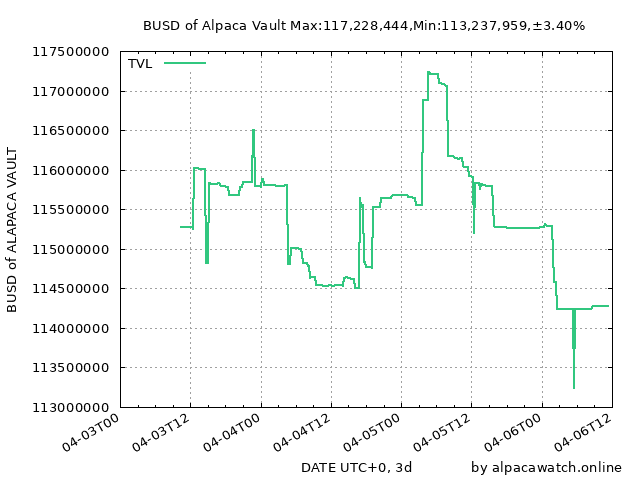 BUSD of Alpaca Vault Max:117,228,444,Min:113,237,959,±3.40%
TVL
117500000
117000000
116500000
116000000
115500000
115000000
114500000
114000000
113500000
113000000
BUSD of ALAPACA VAULT
04-03T00
04-03T12
04-04T00
04-04T12
04-05T00
04-05T12
04-06T00
04-06T12
DATE UTC+0, 3d
by alpacawatch.online